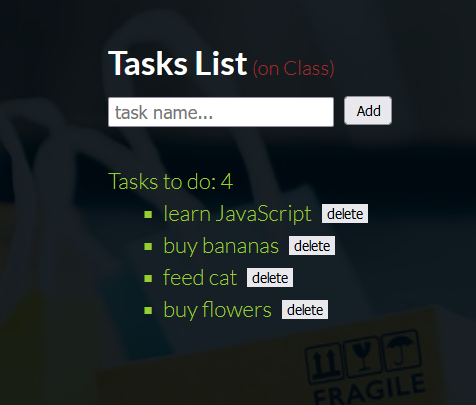 Tasks List (on Class)
task name... Add
Tasks to do: 4
learn JavaScript delete
buy bananas delete
feed cat delete
buy flowers delete
FRAGILE